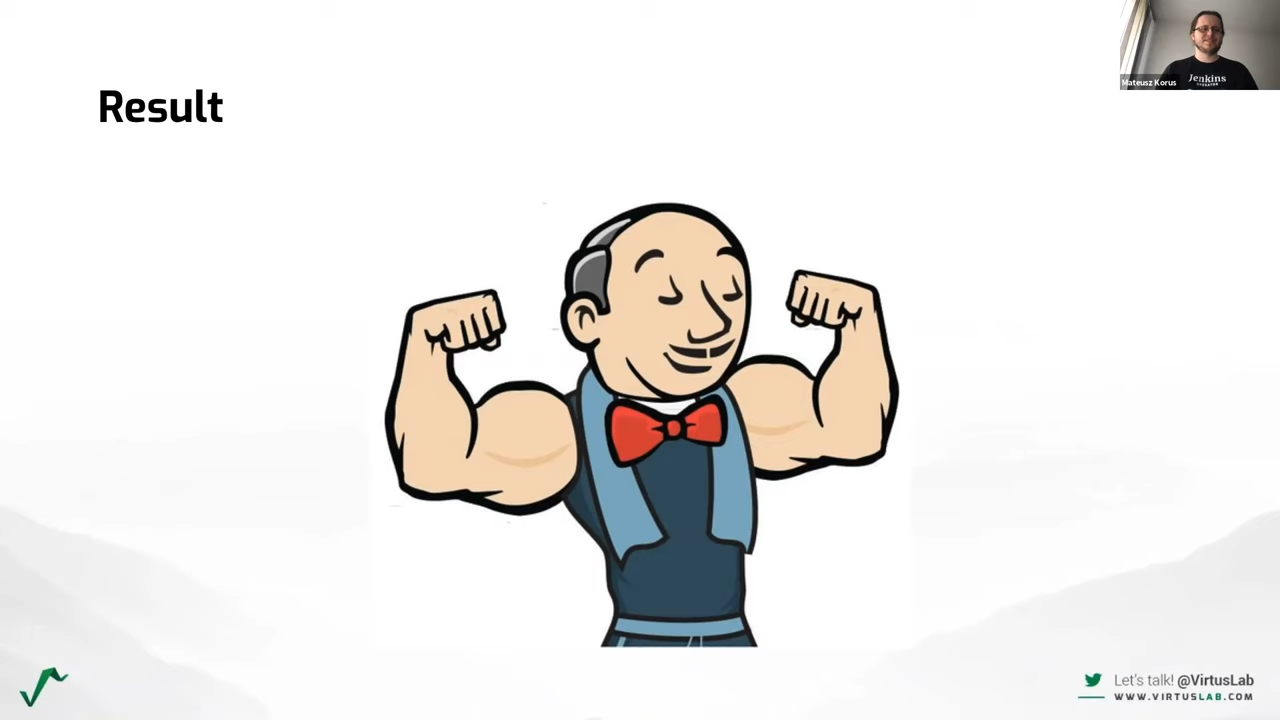 Result
Mateusz Korus
Jenkins
Let's talk! @VirtusLab
WWW.VIRTUSLAB.COM